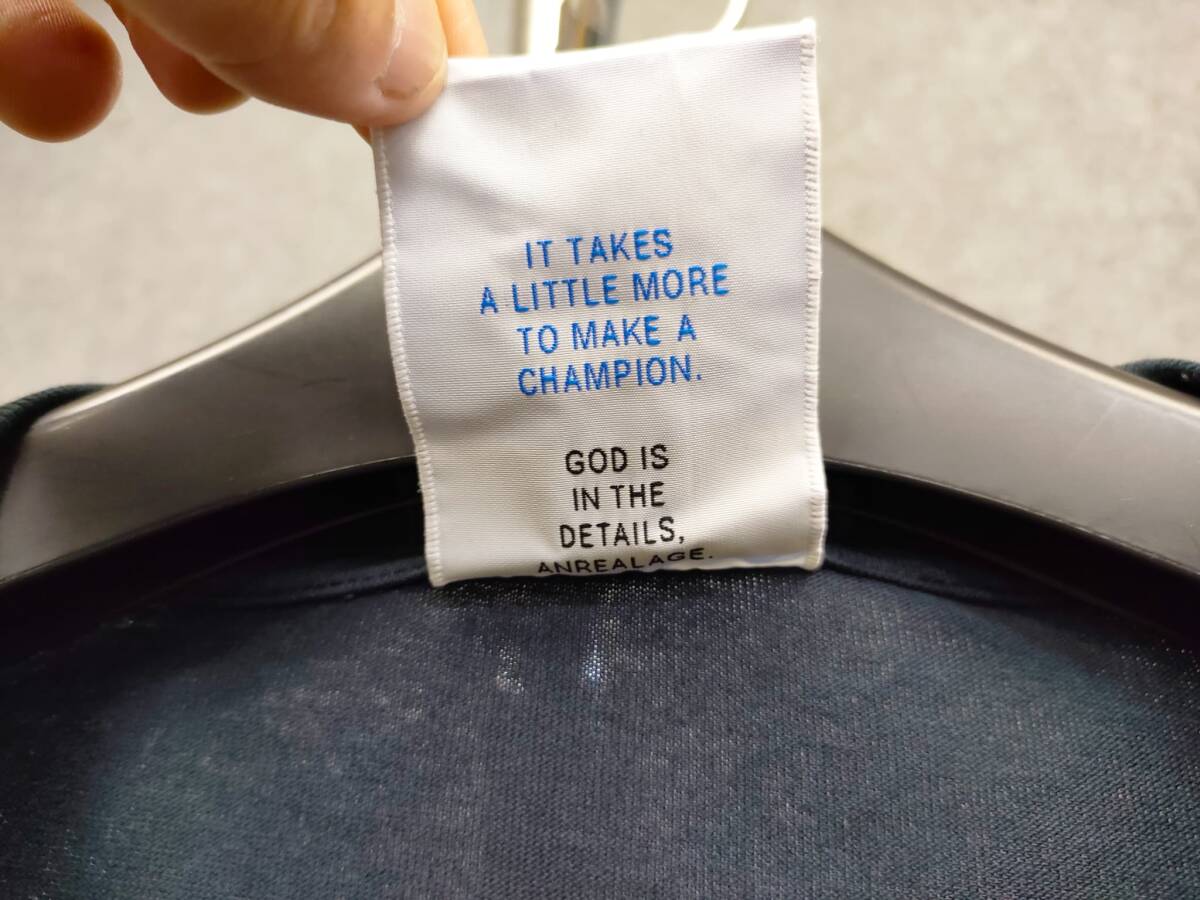 IT TAKES
A LITTLE MORE
TO MAKE A
CHAMPION.
GOD IS
IN THE
DETAILS,
ANREALAGE.